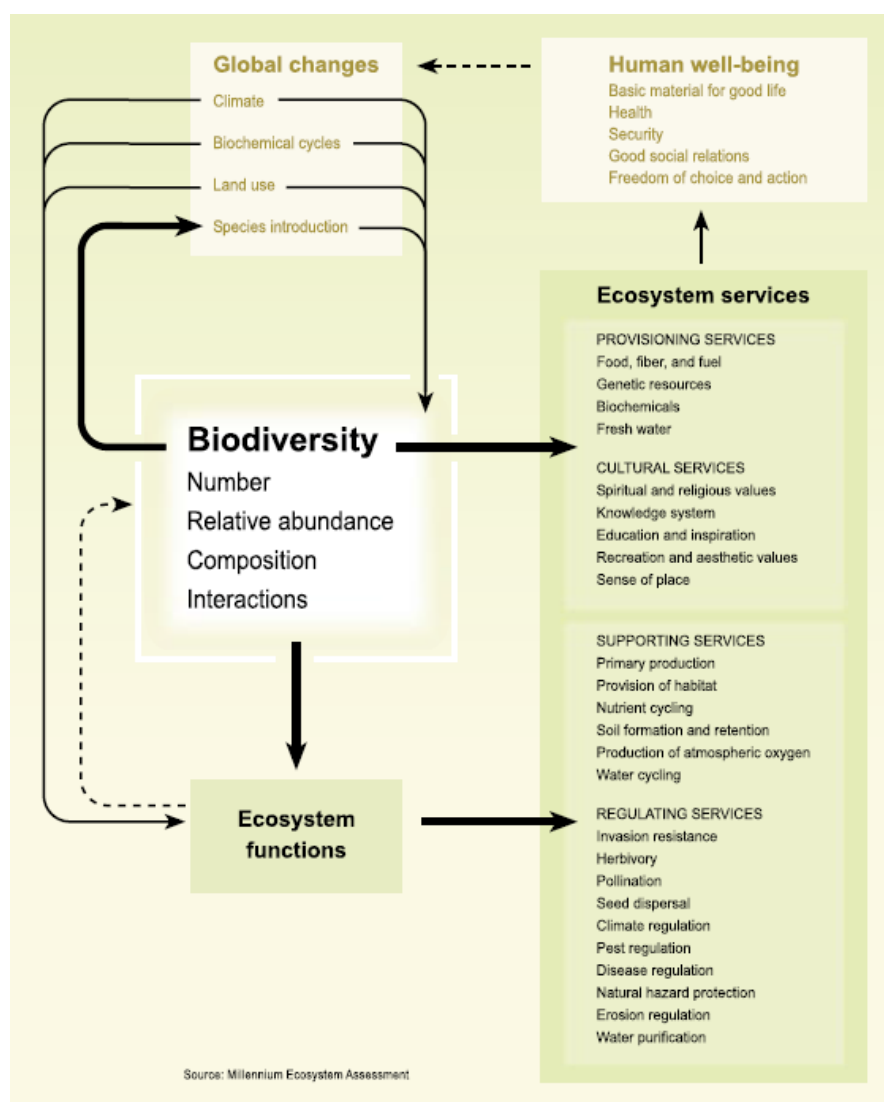 Global changes
Climate
Biochemical cycles
Land use
Species introduction
Human well-being
Basic material for good life
Health
Security
Good social relations
Freedom of choice and action
Biodiversity
Number
Relative abundance
Composition
Interactions
Ecosystem
functions
Ecosystem services
PROVISIONING SERVICES
Food, fiber, and fuel
Genetic resources
Biochemicals
Fresh water
CULTURAL SERVICES
Spiritual and religious values
Knowledge system
Education and inspiration
Recreation and aesthetic values
Sense of place
SUPPORTING SERVICES
Primary production
Provision of habitat
Nutrient cycling
Soil formation and retention
Production of atmospheric oxygen
Water cycling
REGULATING SERVICES
Invasion resistance
Herbivory
Pollination
Seed dispersal
Climate regulation
Pest regulation
Disease regulation
Natural hazard protection
Erosion regulation
Water purification
Source: Millennium Ecosystem Assessment